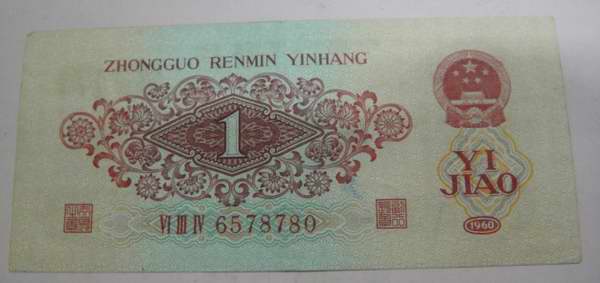 ZHONGGUO RENMIN YINHANG
1
YI
JIAO
VI III IV 6578780
1960